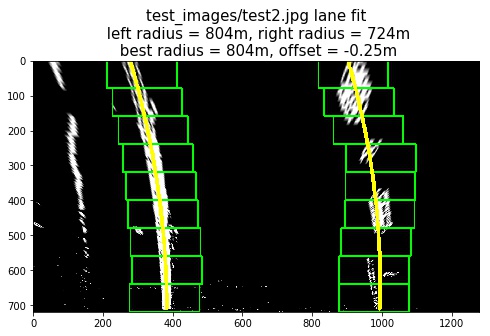 test_images/test2.jpg lane fit
left radius = 804m, right radius = 724m
best radius = 804m, offset = -0.25m
0
100
200
300
400
500
600
700
0 200 400 600 800 1000 1200